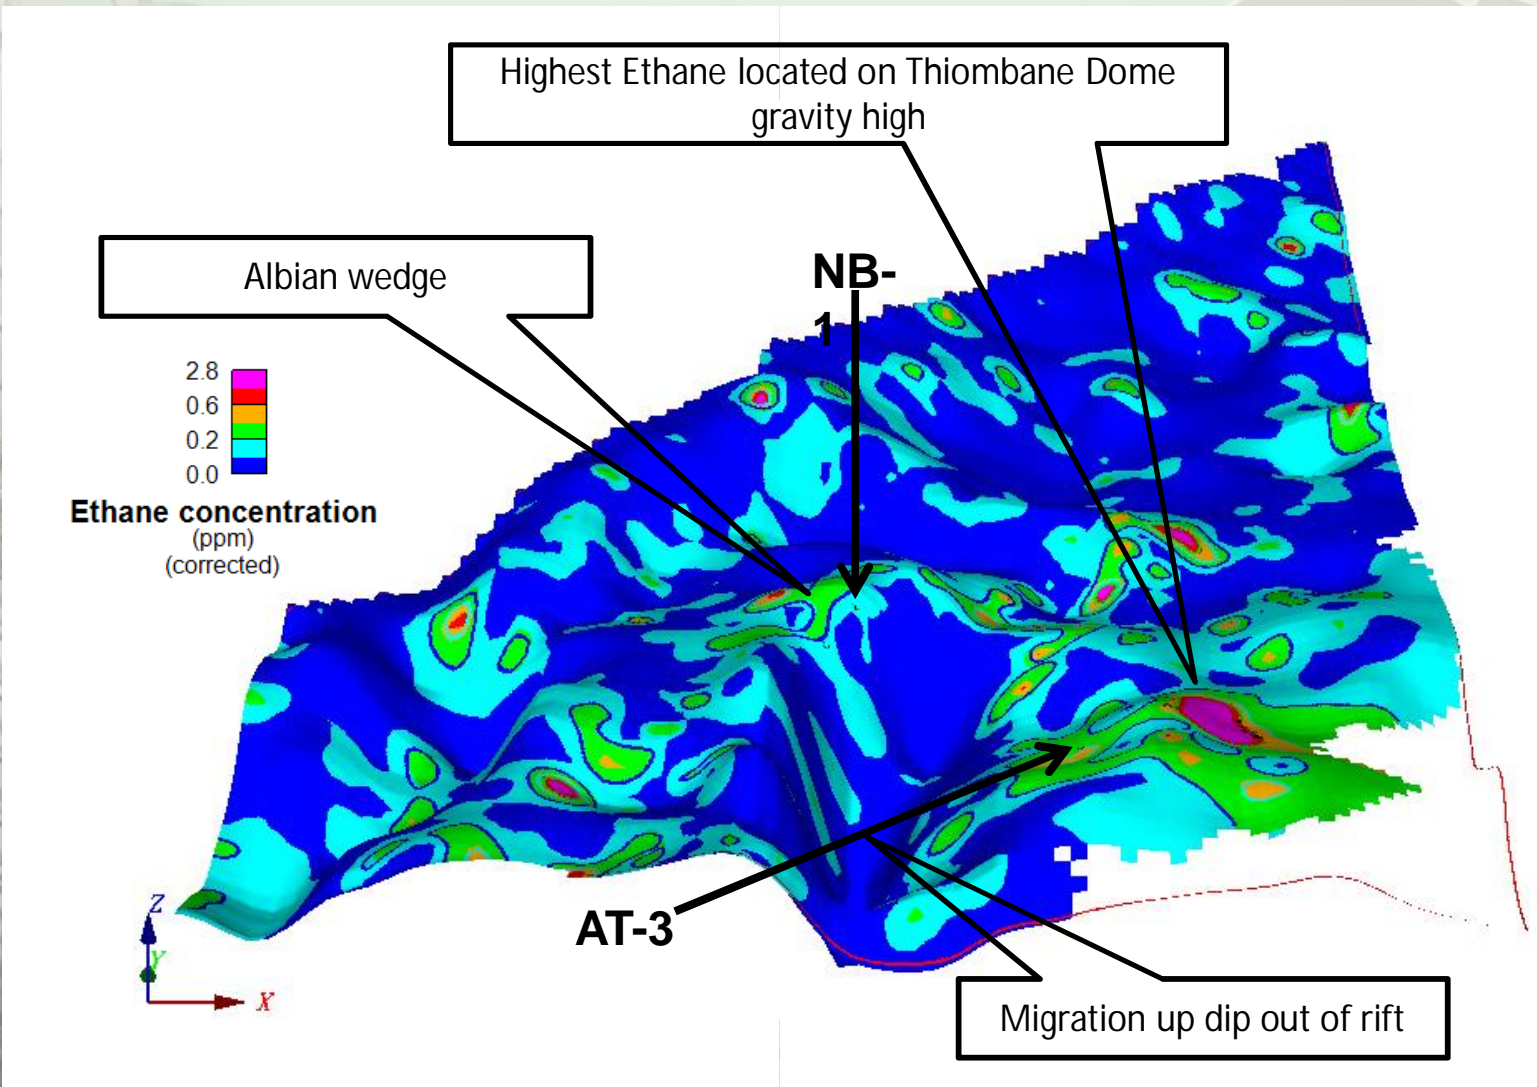 Highest Ethane located on Thiombane Dome
gravity high
Albian wedge
NB-
1
2.8
0.6
0.2
0.0
Ethane concentration
(ppm)
(corrected)
AT-3
Z
Y
X
Migration up dip out of rift